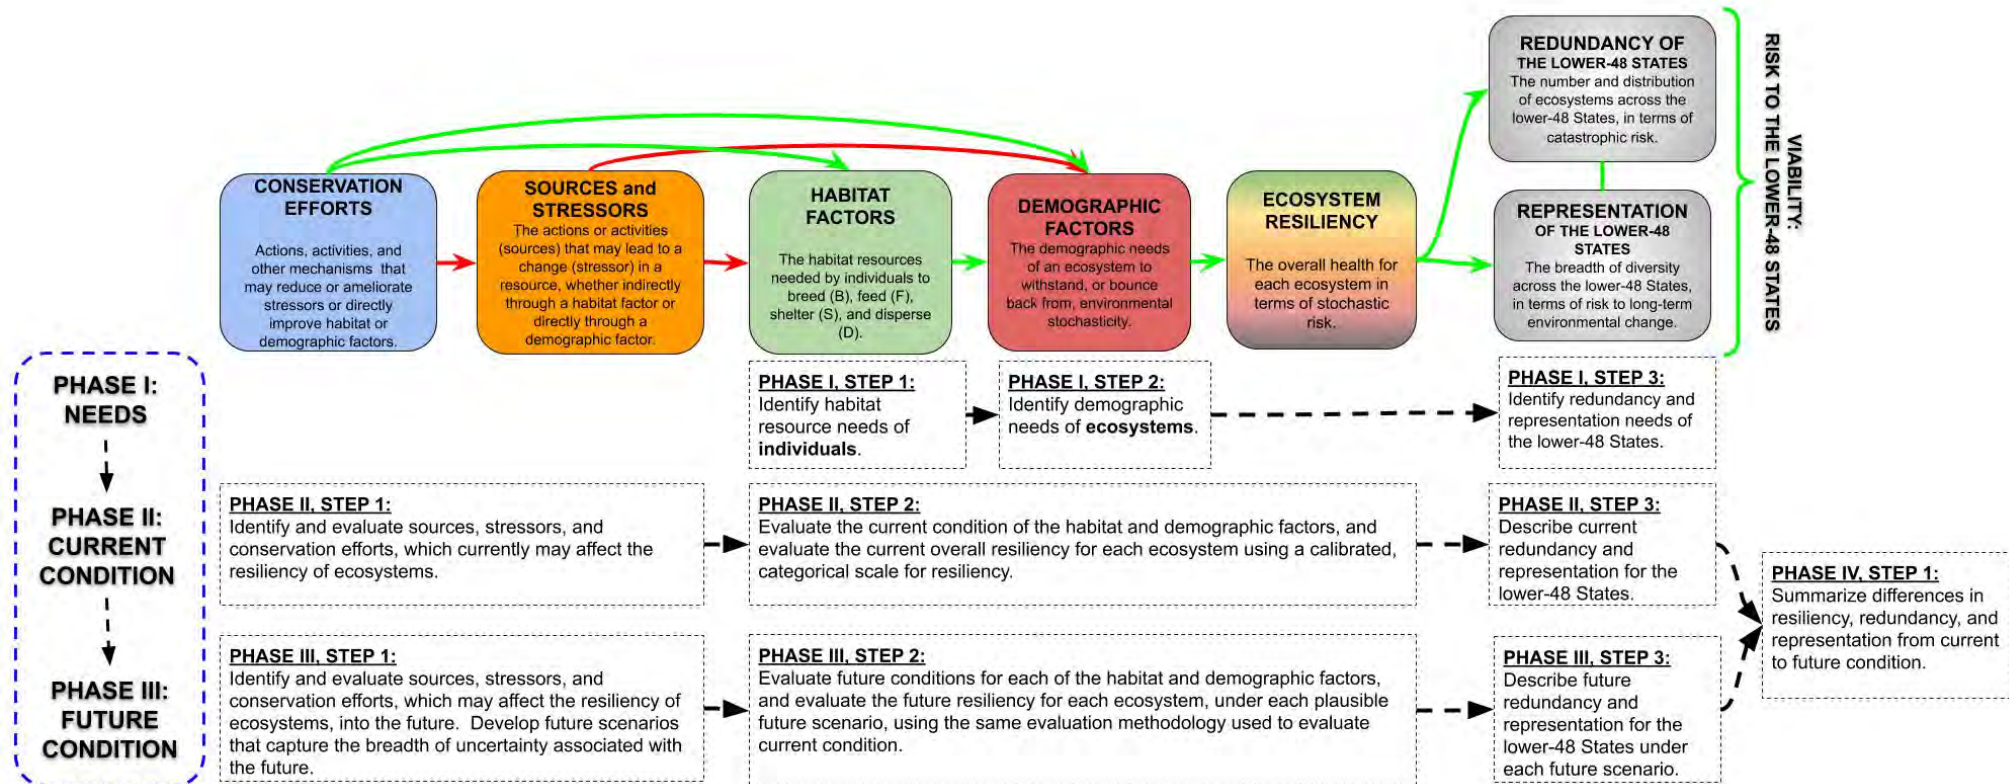 REDUNDANCY OF
THE LOWER-48 STATES
The number and distribution
of ecosystems across the
lower-48 States, in terms of
catastrophic risk.
VIABILITY:
RISK TO THE LOWER-48 STATES
CONSERVATION
EFFORTS
Actions, activities, and
other mechanisms that
may reduce or ameliorate
stressors or directly
improve habitat or
demographic factors.
SOURCES and
STRESSORS
The actions or activities
(sources) that may lead to a
change (stressor) in a
resource, whether indirectly
through a habitat factor or
directly through a
demographic factor.
HABITAT
FACTORS
The habitat resources
needed by individuals to
breed (B), feed (F),
shelter (S), and disperse
(D).
DEMOGRAPHIC
FACTORS
The demographic needs
of an ecosystem to
withstand, or bounce
back from, environmental
stochasticity.
ECOSYSTEM
RESILIENCY
The overall health for
each ecosystem in
terms of stochastic
risk.
REPRESENTATION
OF THE LOWER-48
STATES
The breadth of diversity
across the lower-48 States,
in terms of risk to long-term
environmental change.
PHASE I:
NEEDS
PHASE I, STEP 1:
Identify habitat
resource needs of
individuals.
PHASE I, STEP 2:
Identify demographic
needs of ecosystems.
PHASE I, STEP 3:
Identify redundancy and
representation needs of
the lower-48 States.
PHASE II:
CURRENT
CONDITION
PHASE II, STEP 1:
Identify and evaluate sources, stressors, and
conservation efforts, which currently may affect the
resiliency of ecosystems.
PHASE II, STEP 2:
Evaluate the current condition of the habitat and demographic factors, and
evaluate the current overall resiliency for each ecosystem using a calibrated,
categorical scale for resiliency.
PHASE II, STEP 3:
Describe current
redundancy and
representation for the
lower-48 States.
PHASE III:
FUTURE
CONDITION
PHASE III, STEP 1:
Identify and evaluate sources, stressors, and
conservation efforts, which may affect the resiliency of
ecosystems, into the future. Develop future scenarios
that capture the breadth of uncertainty associated with
the future.
PHASE III, STEP 2:
Evaluate future conditions for each of the habitat and demographic factors,
and evaluate the future resiliency for each ecosystem, under each plausible
future scenario, using the same evaluation methodology used to evaluate
current condition.
PHASE III, STEP 3:
Describe future
redundancy and
representation for the
lower-48 States under
each future scenario.
PHASE IV, STEP 1:
Summarize differences in
resiliency, redundancy, and
representation from current
to future condition.